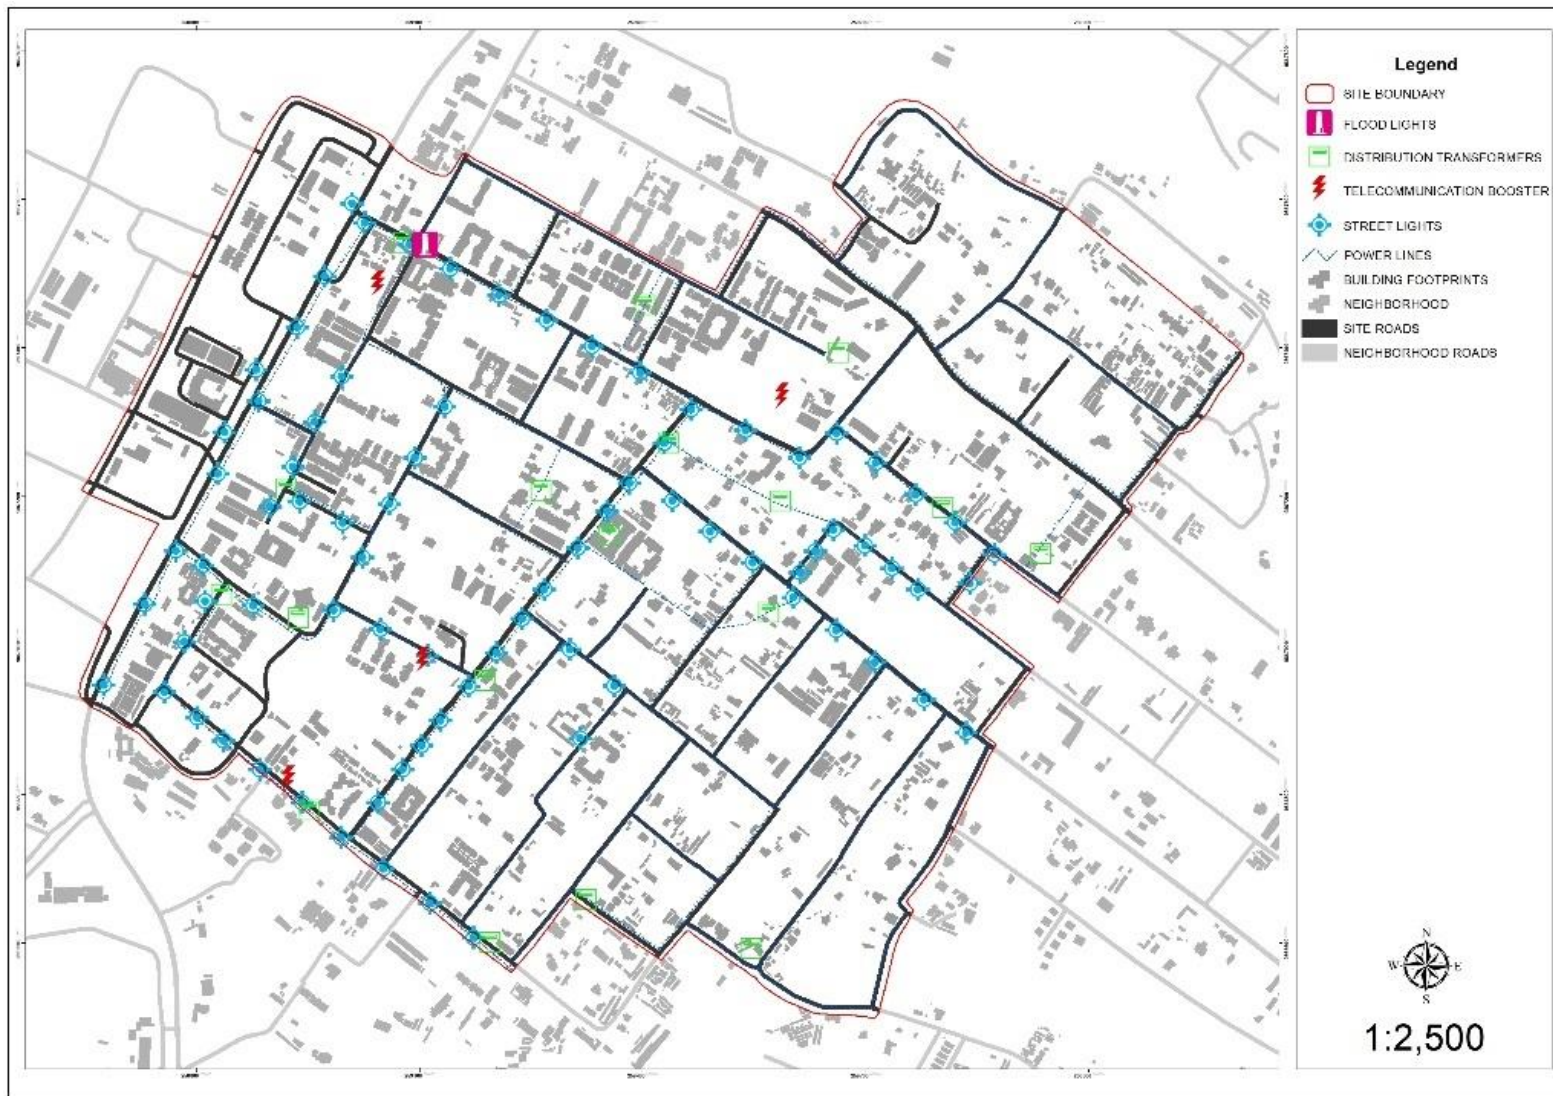 Legend
SITE BOUNDARY
FLOOD LIGHTS
DISTRIBUTION TRANSFORMERS
TELECOMMUNICATION BOOSTER
STREET LIGHTS
POWER LINES
BUILDING FOOTPRINTS
NEIGHBORHOOD
SITE ROADS
NEIGHBORHOOD ROADS
N
W E
S
1:2,500